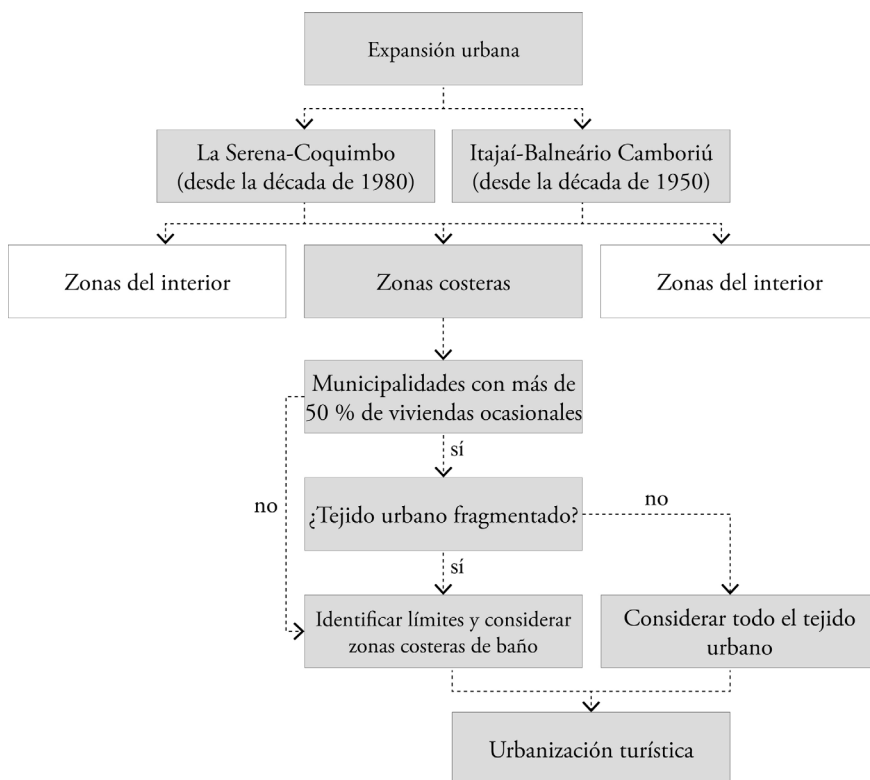 Expansión urbana
La Serena-Coquimbo
(desde la década de 1980)
Itajaí-Balneário Camboriú
(desde la década de 1950)
Zonas del interior
Zonas costeras
Zonas del interior
Municipalidades con más de
50 % de viviendas ocasionales
sí
no
¿Tejido urbano fragmentado?
no
sí
Identificar límites y considerar
zonas costeras de baño
Considerar todo el tejido
urbano
Urbanización turística